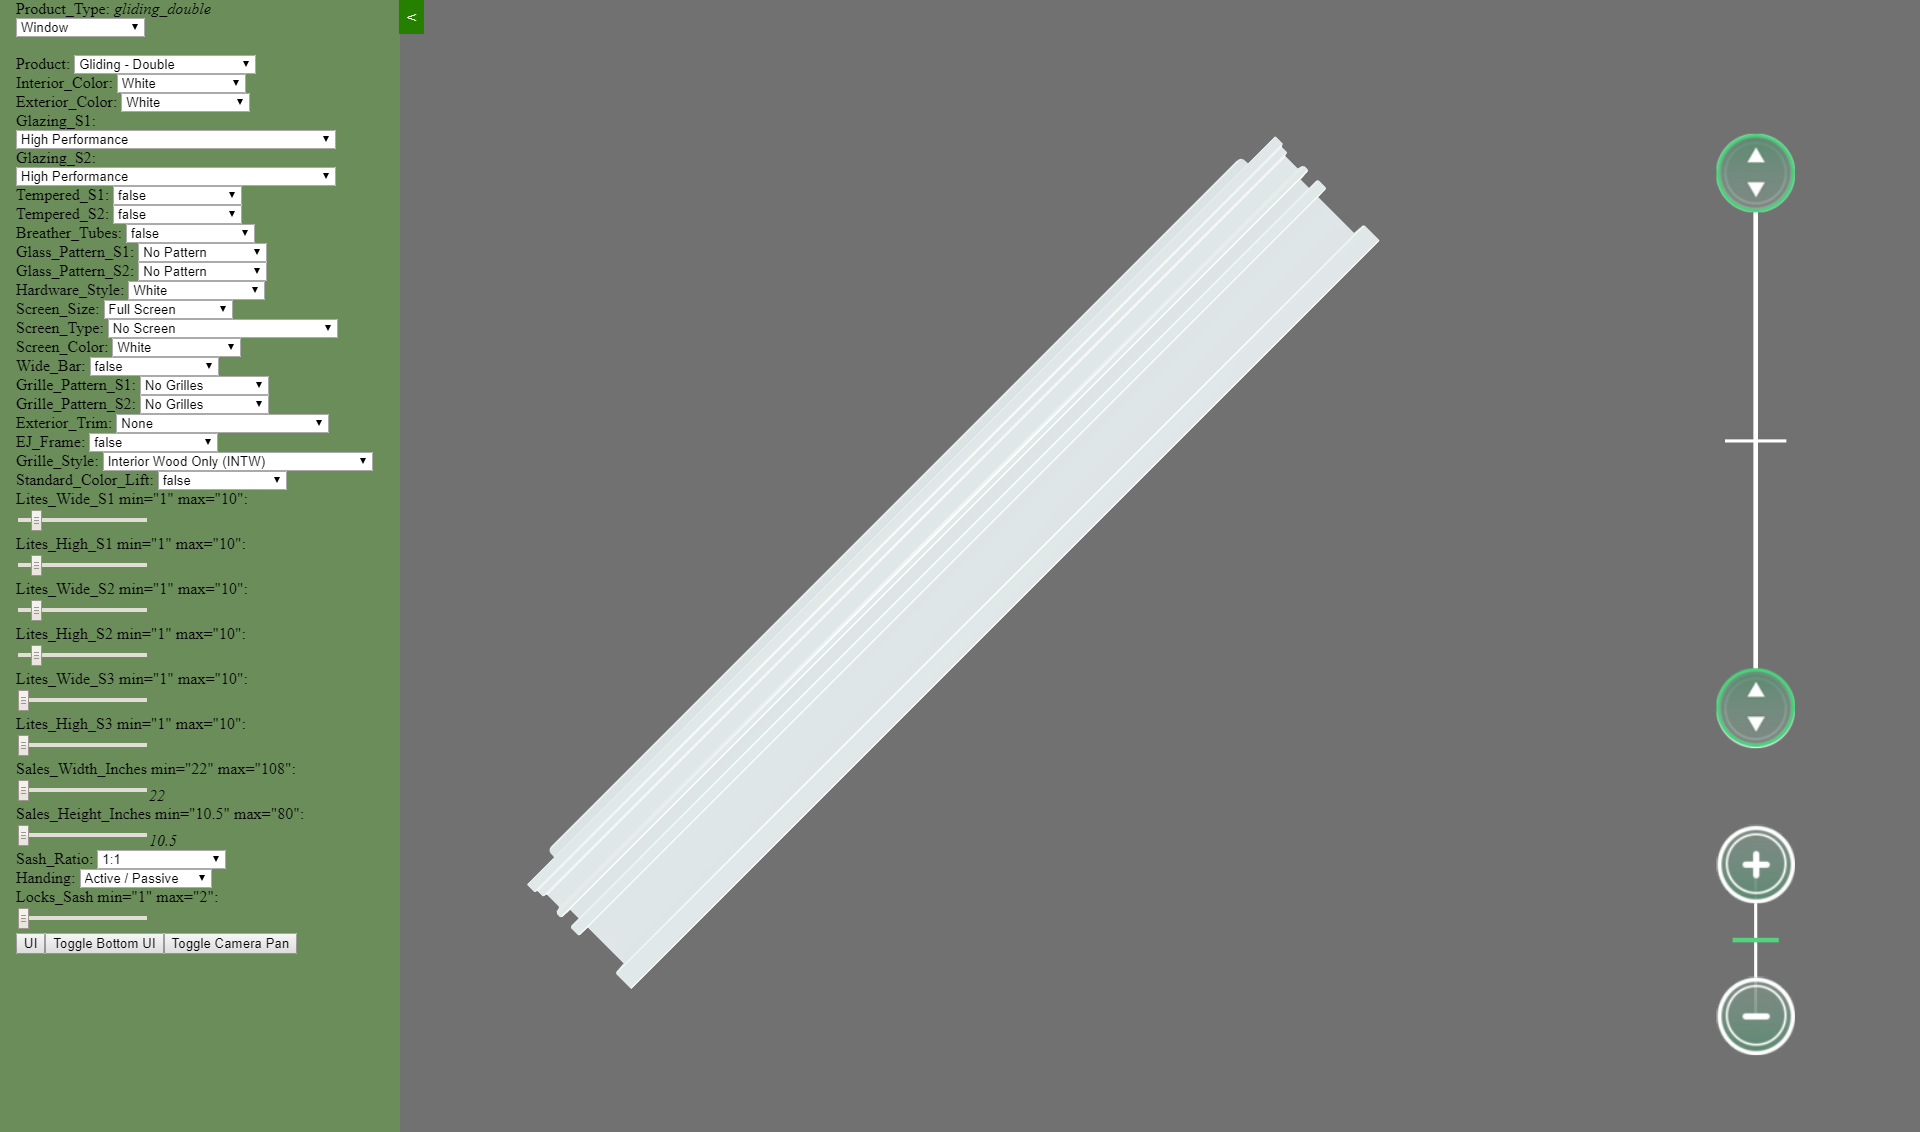 Product_Type: gliding_double
Window
<
Product: Gliding - Double
Interior_Color: White
Exterior_Color: White
Glazing_S1:
High Performance
Glazing_S2:
High Performance
Tempered_S1: false
Tempered_S2: false
Breather_Tubes: false
Glass_Pattern_S1: No Pattern
Glass_Pattern_S2: No Pattern
Hardware_Style: White
Screen_Size: Full Screen
Screen_Type: No Screen
Screen_Color: White
Wide_Bar: false
Grille_Pattern_S1: No Grilles
Grille_Pattern_S2: No Grilles
Exterior_Trim: None
EJ_Frame: false
Grille_Style: Interior Wood Only (INTW)
Standard_Color_Lift: false
Lites_Wide_S1 min="1" max="10":
Lites_High_S1 min="1" max="10":
Lites_Wide_S2 min="1" max="10":
Lites_High_S2 min="1" max="10":
Lites_Wide_S3 min="1" max="10":
Lites_High_S3 min="1" max="10":
Sales_Width_Inches min="22" max="108":
22
Sales_Height_Inches min="10.5" max="80":
10.5
Sash_Ratio: 1:1
Handing: Active / Passive
Locks_Sash min="1" max="2":
UI Toggle Bottom UI Toggle Camera Pan